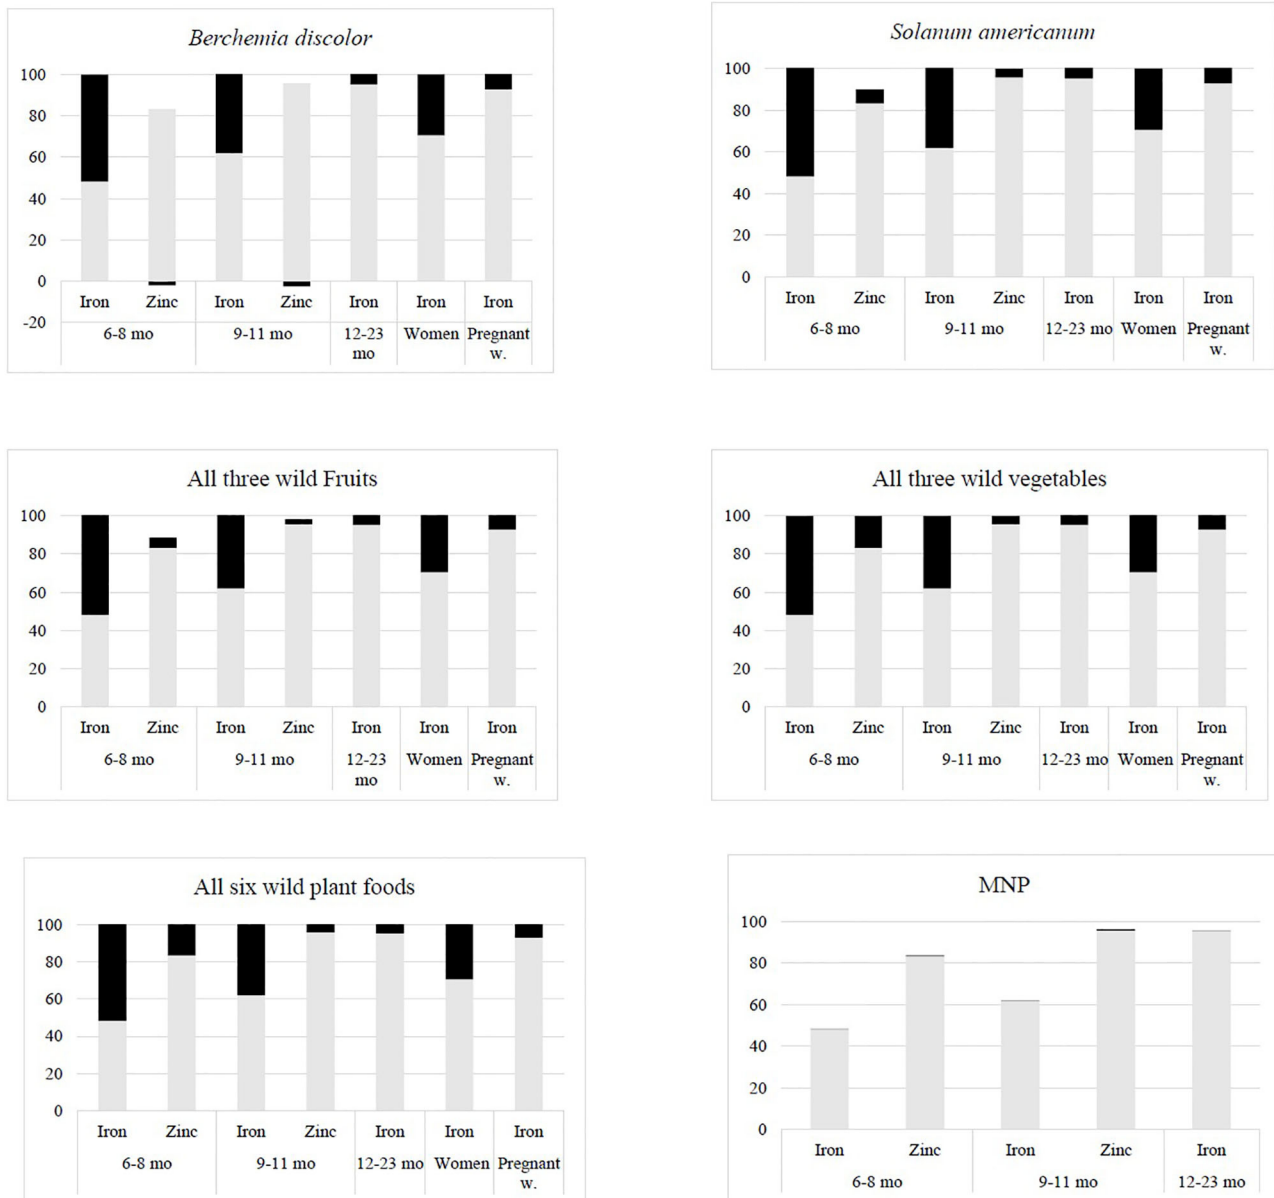 Berchemia discolor
100
80
60
40
20
0
-20
Iron Zinc Iron Zinc Iron Iron Iron
6-8 mo 9-11 mo 12-23 Women Pregnant
mo w.
Solanum americanum
100
80
60
40
20
0
Iron Zinc Iron Zinc Iron Iron Iron
6-8 mo 9-11 mo 12-23 mo Women Pregnant
w.
All three wild Fruits
100
80
60
40
20
0
Iron Zinc Iron Zinc Iron Iron Iron
6-8 mo 9-11 mo 12-23 Women Pregnant
mo w.
All three wild vegetables
100
80
60
40
20
0
Iron Zinc Iron Zinc Iron Iron Iron
6-8 mo 9-11 mo 12-23 mo Women Pregnant
w.
All six wild plant foods
100
80
60
40
20
0
Iron Zinc Iron Zinc Iron Iron Iron
6-8 mo 9-11 mo 12-23 mo Women Pregnant
w.
MNP
100
80
60
40
20
0
Iron Zinc Iron Zinc Iron
6-8 mo 9-11 mo 12-23 mo